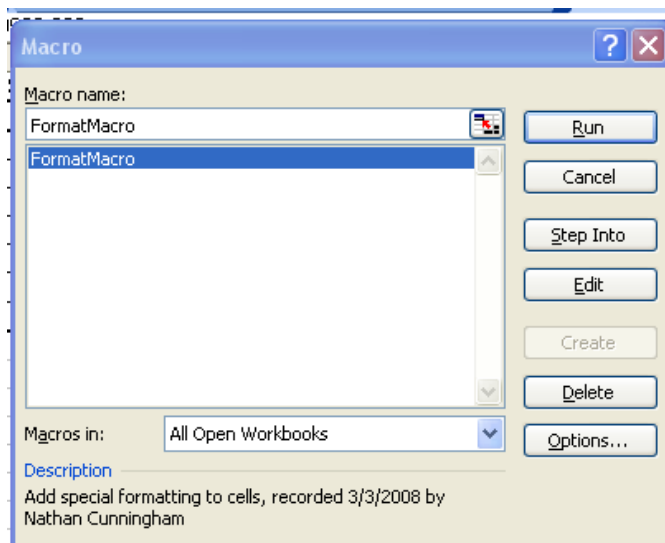 Macro
Macro name:
FormatMacro
Run
FormatMacro
Cancel
Step Into
Edit
Create
Delete
Macros in:
All Open Workbooks
Options...
Description
Add special formatting to cells, recorded 3/3/2008 by
Nathan Cunningham